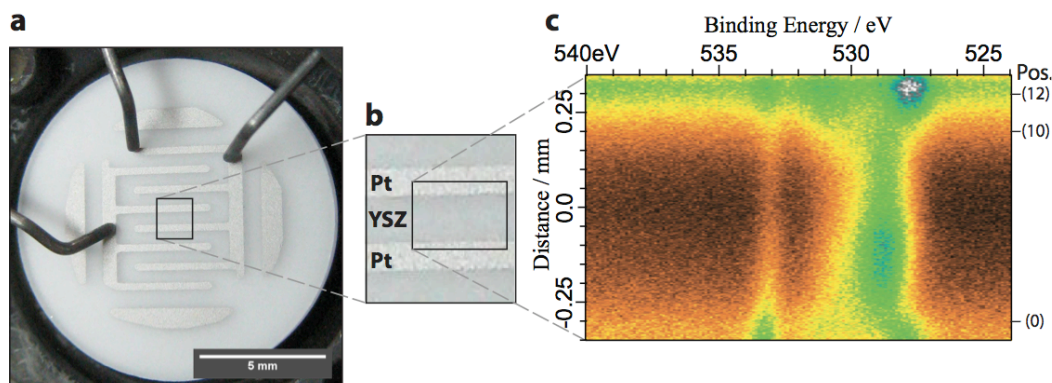 a
5 mm
b
Pt
YSZ
Pt
c
Binding Energy / eV
540eV 535 530 525
Distance / mm
0.25
0.0
-0.25
Pos.
(12)
(10)
(0)